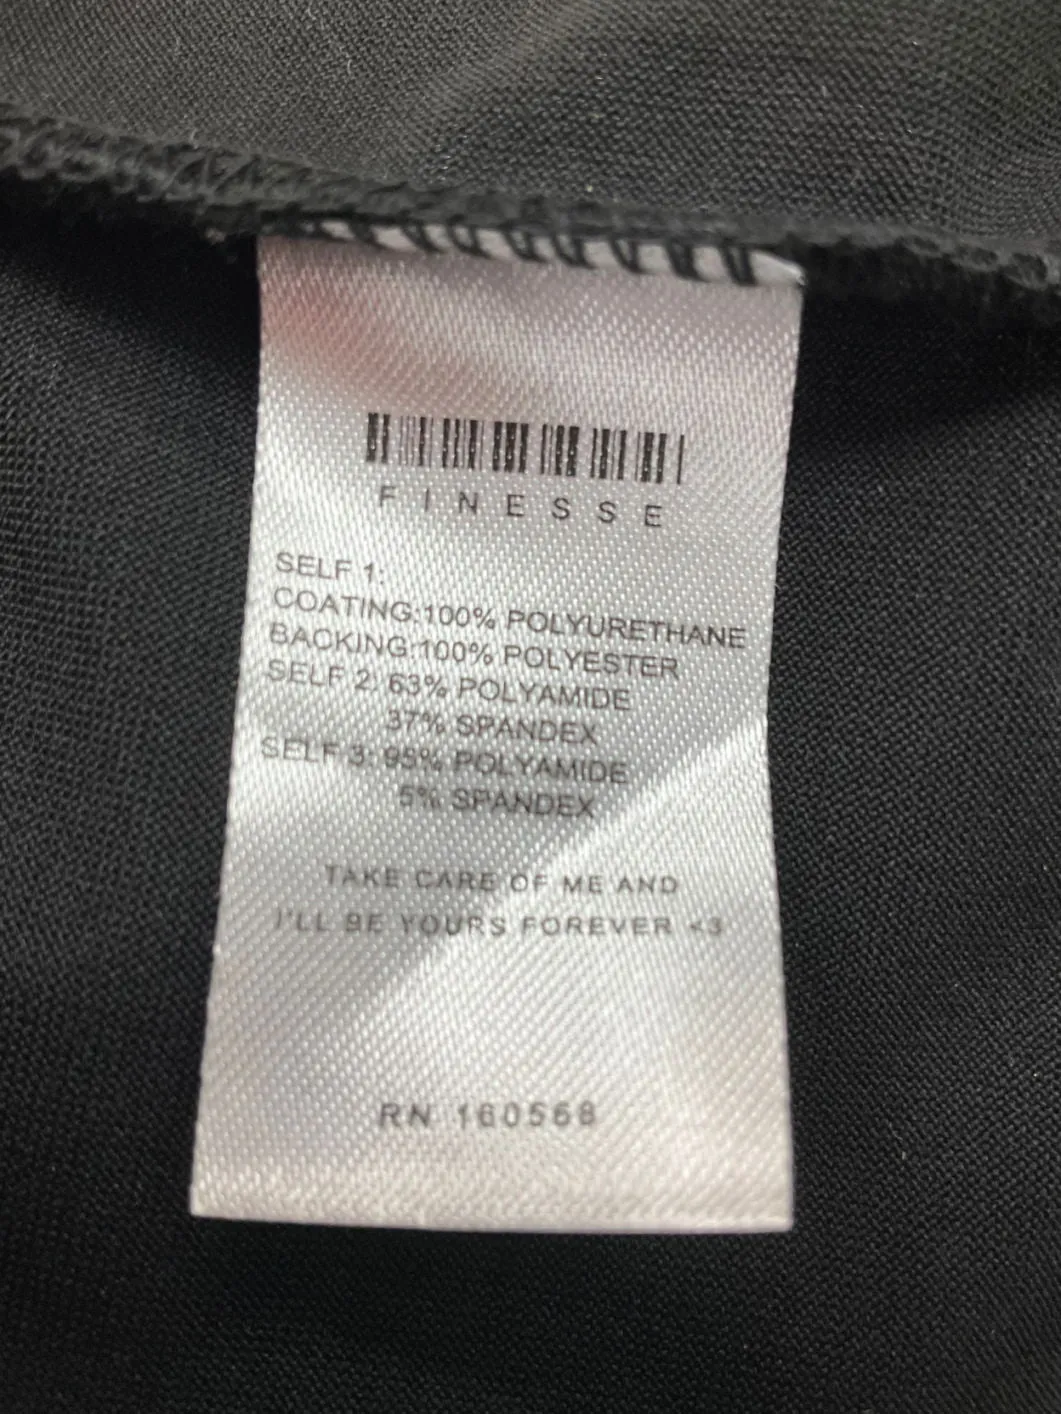 FINESSE
SELF 1:
COATING:100% POLYURETHANE
BACKING:100% POLYESTER
SELF 2: 63% POLYAMIDE
37% SPANDEX
SELF 3: 95% POLYAMIDE
5% SPANDEX
TAKE CARE OF ME AND
I'LL BE YOURS FOREVER <3
RN 160568